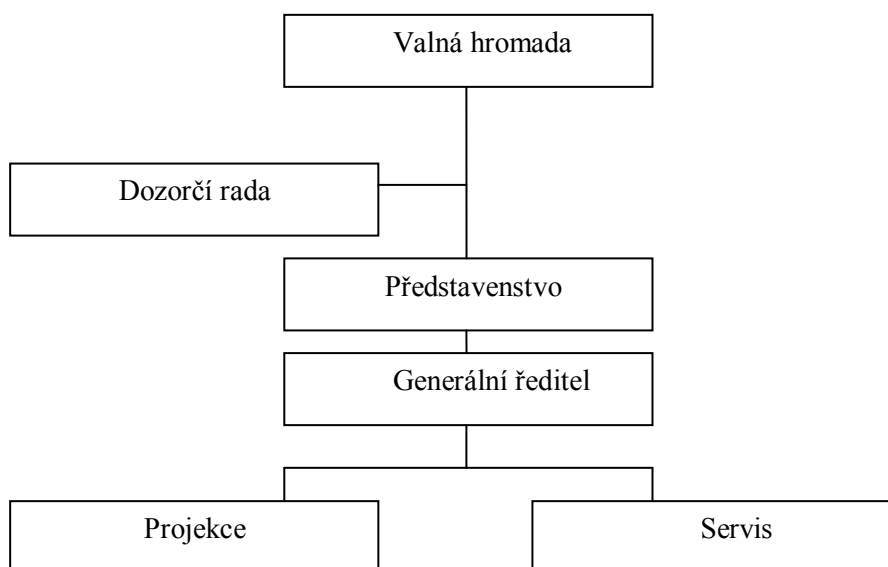 Valná hromada
Dozorčí rada
Představenstvo
Generální ředitel
Projekce
Servis